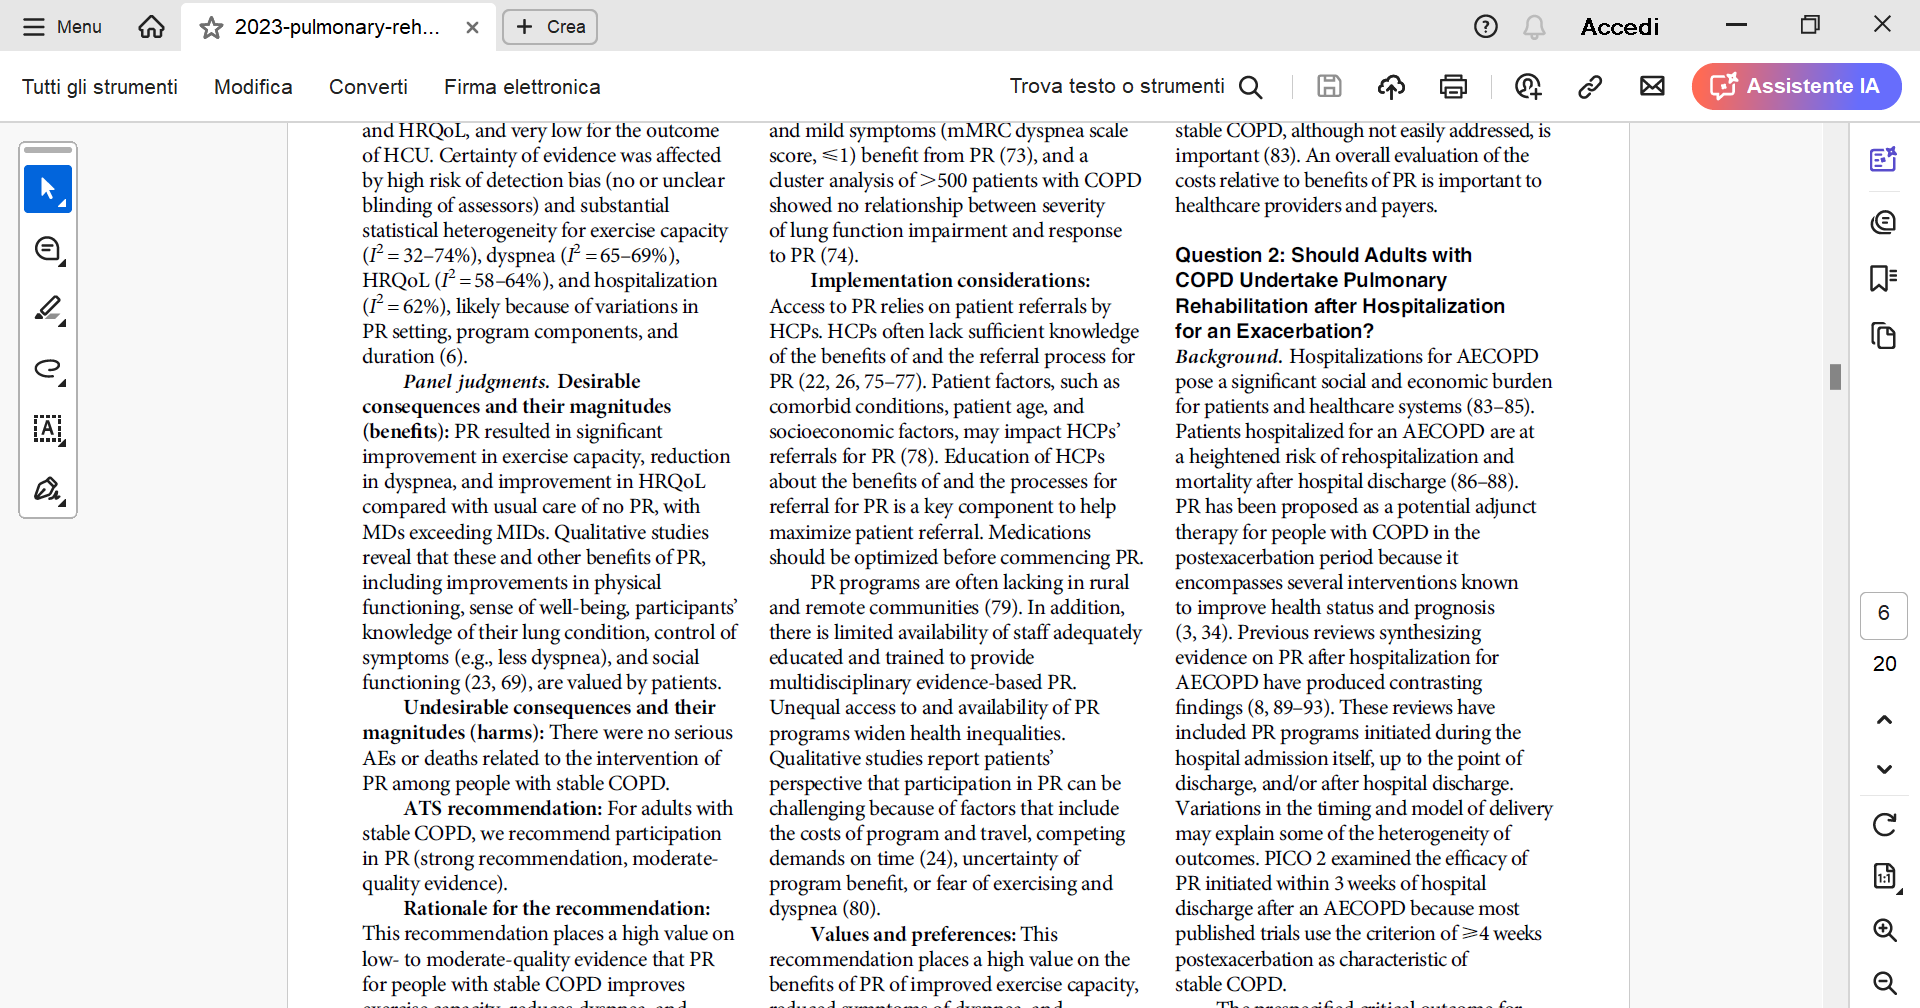 Menu
2023-pulmonary-reh...
Crea
Accedi
Tutti gli strumenti
Modifica
Converti
Firma elettronica
Trova testo o strumenti
Assistente IA
and HRQoL, and very low for the outcome
of HCU. Certainty of evidence was affected
by high risk of detection bias (no or unclear
blinding of assessors) and substantial
statistical heterogeneity for exercise capacity
(I² = 32–74%), dyspnea (I² = 65–69%),
HRQoL (I² = 58–64%), and hospitalization
(I² = 62%), likely because of variations in
PR setting, program components, and
duration (6).
Panel judgments. Desirable
consequences and their magnitudes
(benefits): PR resulted in significant
improvement in exercise capacity, reduction
in dyspnea, and improvement in HRQoL
compared with usual care of no PR, with
MDs exceeding MIDs. Qualitative studies
reveal that these and other benefits of PR,
including improvements in physical
functioning, sense of well-being, participants’
knowledge of their lung condition, control of
symptoms (e.g., less dyspnea), and social
functioning (23, 69), are valued by patients.
Undesirable consequences and their
magnitudes (harms): There were no serious
AEs or deaths related to the intervention of
PR among people with stable COPD.
ATS recommendation: For adults with
stable COPD, we recommend participation
in PR (strong recommendation, moderate-
quality evidence).
Rationale for the recommendation:
This recommendation places a high value on
low- to moderate-quality evidence that PR
for people with stable COPD improves
exercise capacity, reduces dyspnea, and
and mild symptoms (mMRC dyspnea scale
score, ⩽1) benefit from PR (73), and a
cluster analysis of >500 patients with COPD
showed no relationship between severity
of lung function impairment and response
to PR (74).
Implementation considerations:
Access to PR relies on patient referrals by
HCPs. HCPs often lack sufficient knowledge
of the benefits of and the referral process for
PR (22, 26, 75–77). Patient factors, such as
comorbid conditions, patient age, and
socioeconomic factors, may impact HCPs’
referrals for PR (78). Education of HCPs
about the benefits of and the processes for
referral for PR is a key component to help
maximize patient referral. Medications
should be optimized before commencing PR.
PR programs are often lacking in rural
and remote communities (79). In addition,
there is limited availability of staff adequately
educated and trained to provide
multidisciplinary evidence-based PR.
Unequal access to and availability of PR
programs widen health inequalities.
Qualitative studies report patients’
perspective that participation in PR can be
challenging because of factors that include
the costs of program and travel, competing
demands on time (24), uncertainty of
program benefit, or fear of exercising and
dyspnea (80).
Values and preferences: This
recommendation places a high value on the
benefits of PR of improved exercise capacity,
reduced symptoms of dyspnea, and
stable COPD, although not easily addressed, is
important (83). An overall evaluation of the
costs relative to benefits of PR is important to
healthcare providers and payers.
Question 2: Should Adults with
COPD Undertake Pulmonary
Rehabilitation after Hospitalization
for an Exacerbation?
Background. Hospitalizations for AECOPD
pose a significant social and economic burden
for patients and healthcare systems (83–85).
Patients hospitalized for an AECOPD are at
a heightened risk of rehospitalization and
mortality after hospital discharge (86–88).
PR has been proposed as a potential adjunct
therapy for people with COPD in the
postexacerbation period because it
encompasses several interventions known
to improve health status and prognosis
(3, 34). Previous reviews synthesizing
evidence on PR after hospitalization for
AECOPD have produced contrasting
findings (8, 89–93). These reviews have
included PR programs initiated during the
hospital admission itself, up to the point of
discharge, and/or after hospital discharge.
Variations in the timing and model of delivery
may explain some of the heterogeneity of
outcomes. PICO 2 examined the efficacy of
PR initiated within 3 weeks of hospital
discharge after an AECOPD because most
published trials use the criterion of ⩾4 weeks
postexacerbation as characteristic of
stable COPD.
The prespecified critical outcome for
6
20
1:1